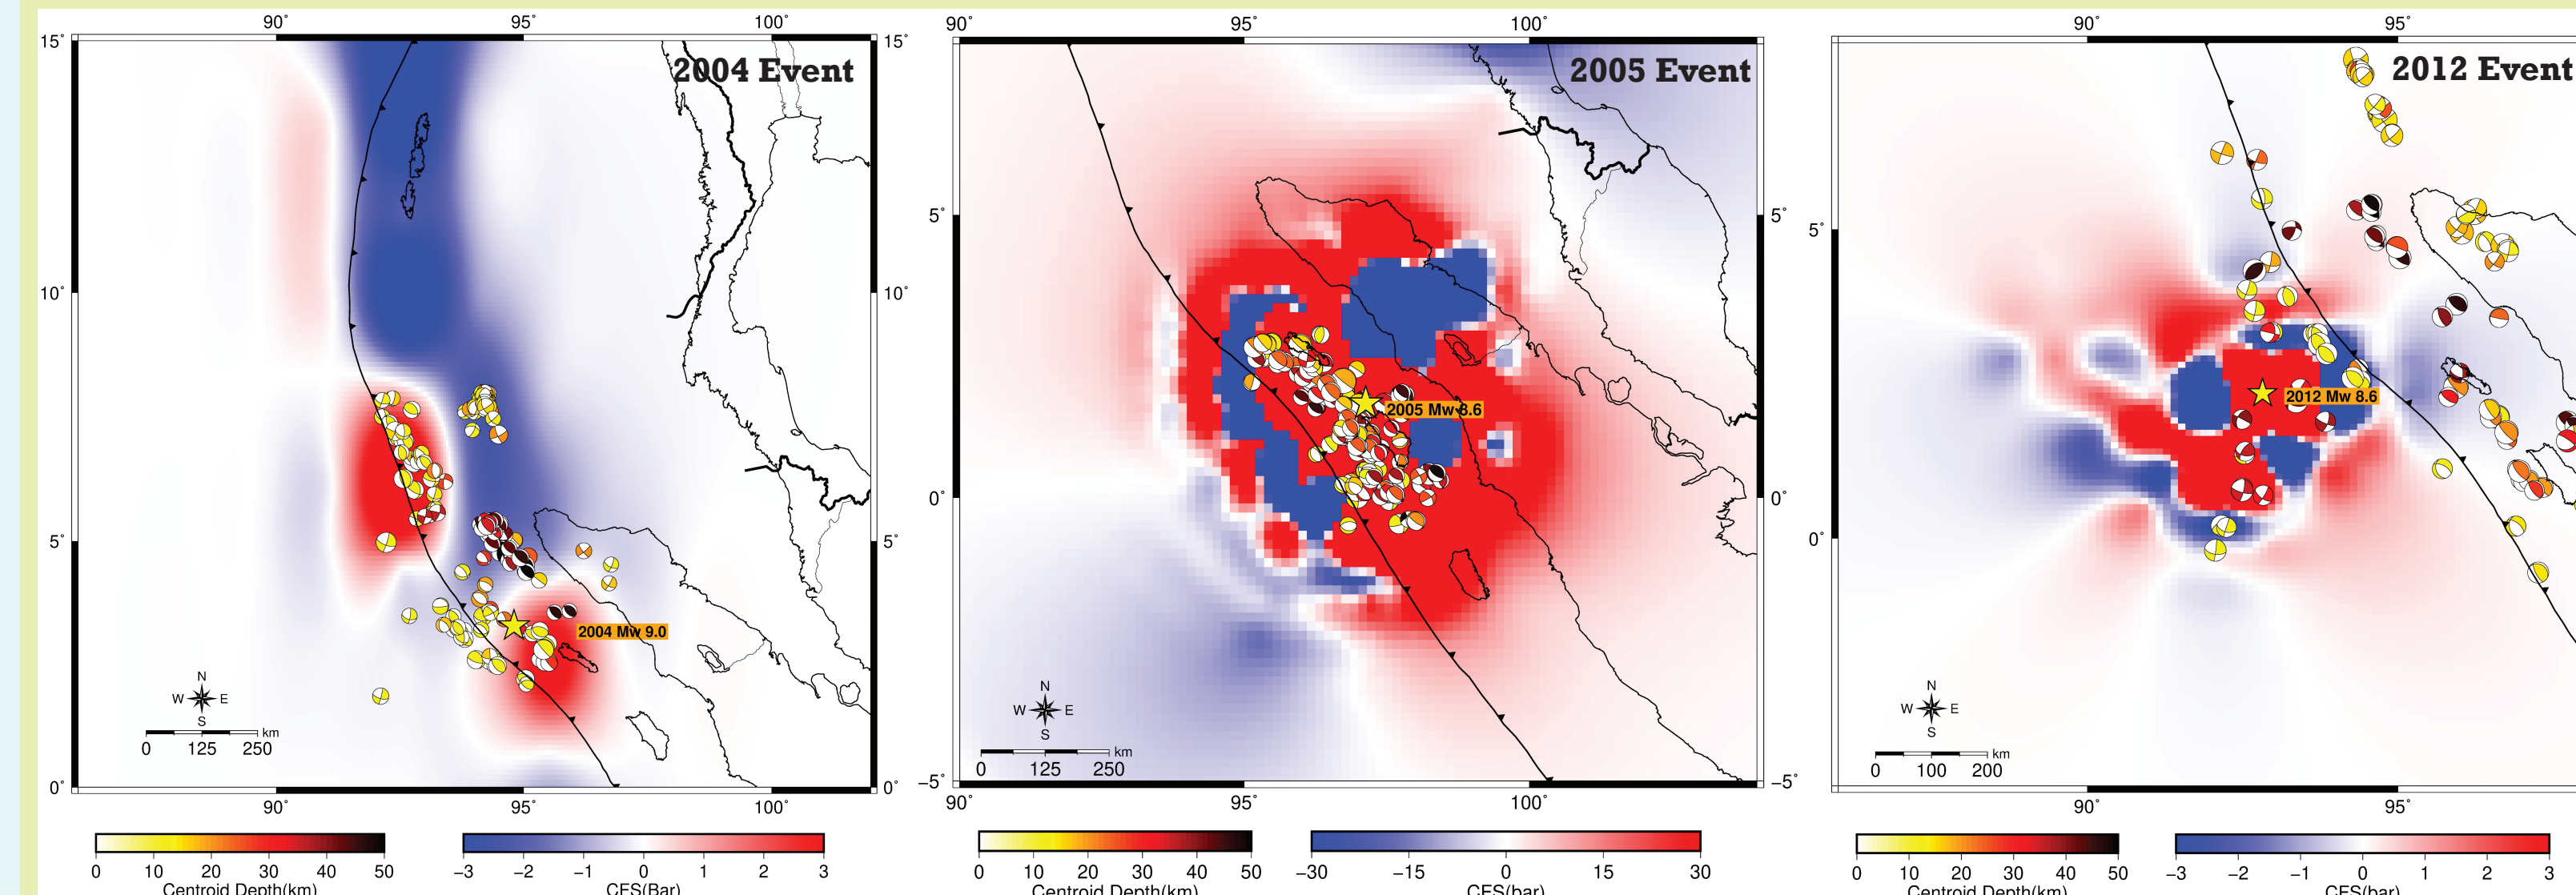 90° 95° 100°
15° 15°
2004 Event
10° 10°
5° 5°
2004 Mw 9.0
N
W E
S
km
0 125 250
0° 0°
90° 95° 100°
0 10 20 30 40 50
Centroid Depth(km)
−3 −2 −1 0 1 2 3
CFS(Bar)
90° 95° 100°
2005 Event
5° 5°
2005 Mw 8.6
0° 0°
N
W E
S
km
0 125 250
−5° −5°
90° 95° 100°
0 10 20 30 40 50
Centroid Depth(km)
−30 −15 0 15 30
CFS(bar)
90° 95°
2012 Event
5°
2012 Mw 8.6
0°
N
W E
S
km
0 100 200
90° 95°
0 10 20 30 40 50
Centroid Depth(km)
−3 −2 −1 0 1 2 3
CFS(bar)